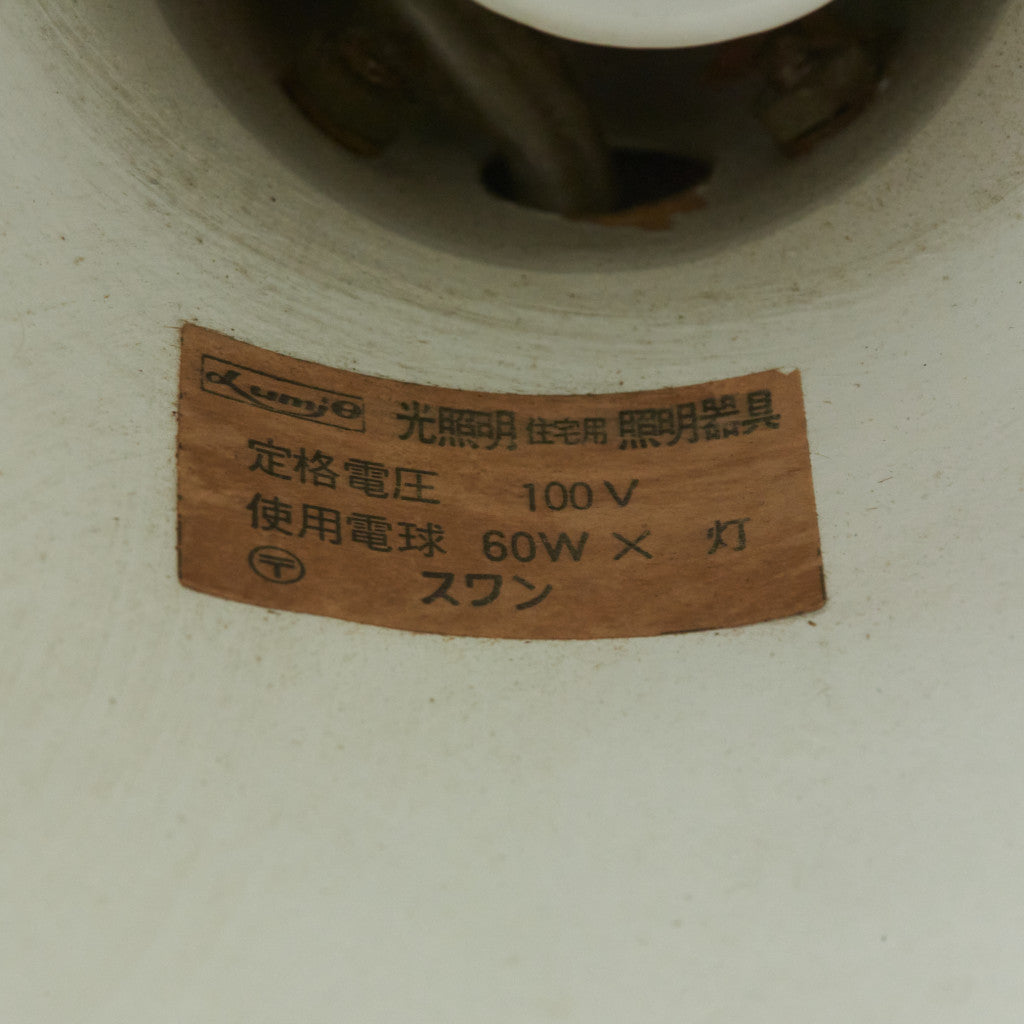 Lumio 光照明 住宅用 照明器具
定格電圧 100V
使用電球 60W × 灯
〒 スワン